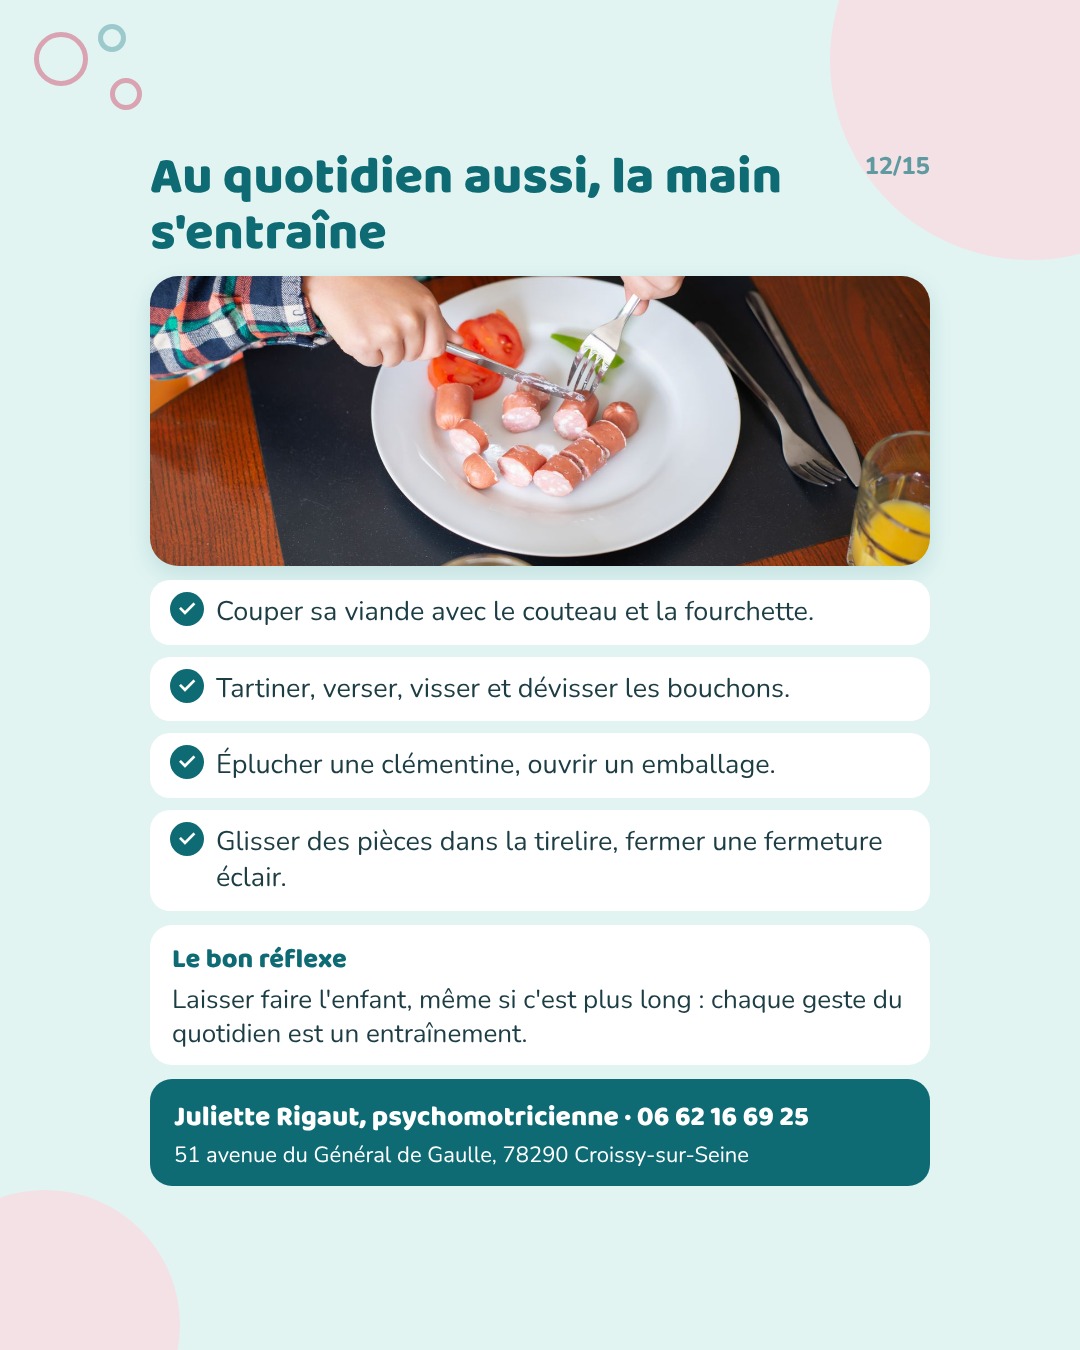 Au quotidien aussi, la main
s'entraîne
12/15
Couper sa viande avec le couteau et la fourchette.
Tartiner, verser, visser et dévisser les bouchons.
Éplucher une clémentine, ouvrir un emballage.
Glisser des pièces dans la tirelire, fermer une fermeture
éclair.
Le bon réflexe
Laisser faire l'enfant, même si c'est plus long : chaque geste du
quotidien est un entraînement.
Juliette Rigaut, psychomotricienne · 06 62 16 69 25
51 avenue du Général de Gaulle, 78290 Croissy-sur-Seine